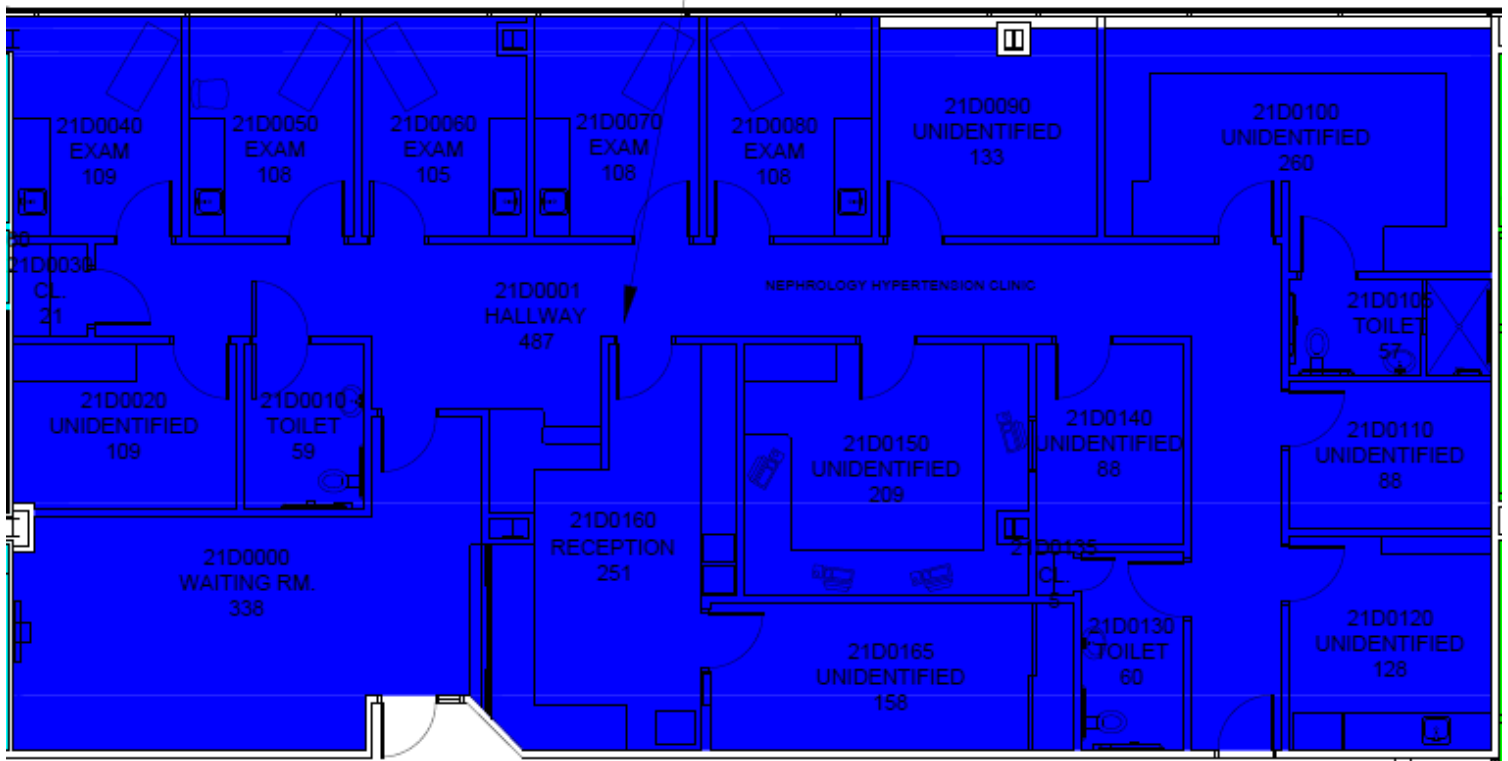 21D0040
EXAM
109
21D0050
EXAM
108
21D0060
EXAM
105
21D0070
EXAM
108
21D0080
EXAM
108
21D0090
UNIDENTIFIED
133
21D0100
UNIDENTIFIED
260
21D0030
CL.
21
21D0001
HALLWAY
487
NEPHROLOGY HYPERTENSION CLINIC
21D0105
TOILET
57
21D0020
UNIDENTIFIED
109
21D0010
TOILET
59
21D0150
UNIDENTIFIED
209
21D0140
UNIDENTIFIED
88
21D0110
UNIDENTIFIED
88
21D0000
WAITING RM.
338
21D0160
RECEPTION
251
21D0135
CL.
5
21D0165
UNIDENTIFIED
158
21D0130
TOILET
60
21D0120
UNIDENTIFIED
128